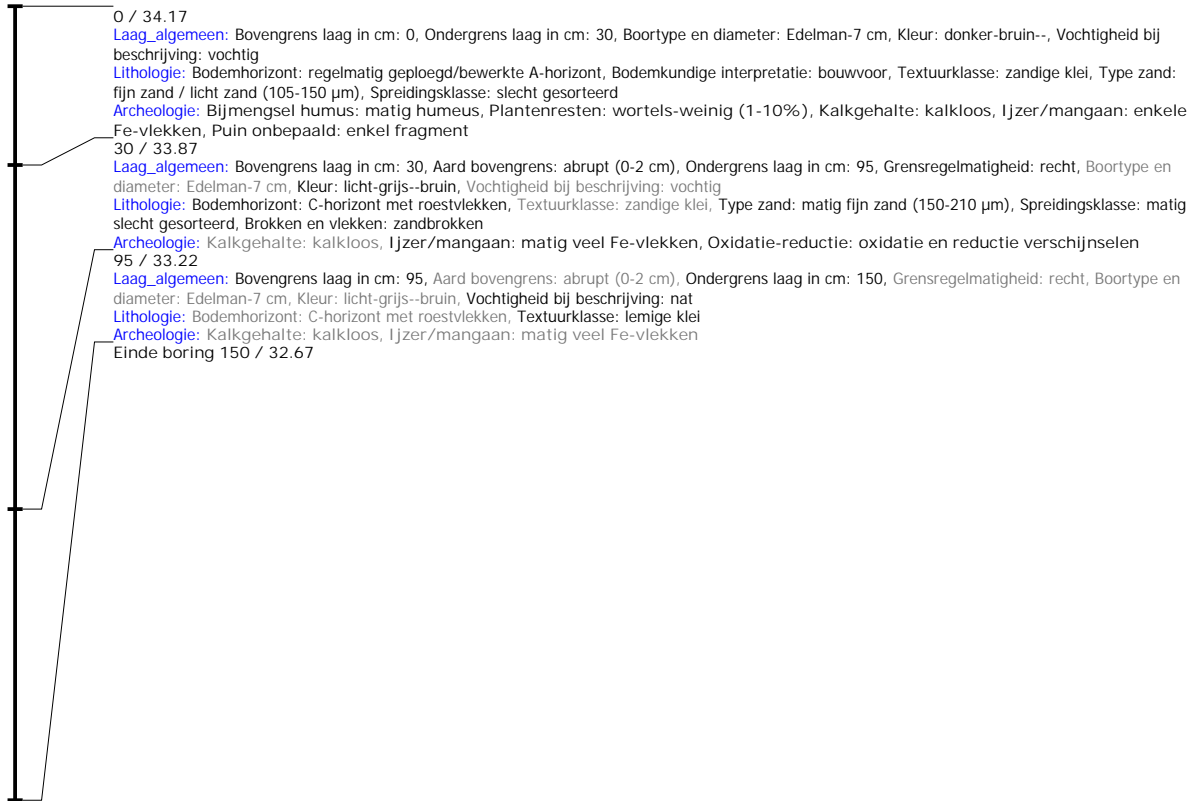 0 / 34.17
Laag_algemeen: Bovengrens laag in cm: 0, Ondergrens laag in cm: 30, Boortype en diameter: Edelman-7 cm, Kleur: donker-bruin--, Vochtigheid bij
beschrijving: vochtig
Lithologie: Bodemhorizont: regelmatig geploegd/bewerkte A-horizont, Bodemkundige interpretatie: bouwvoor, Textuurklasse: zandige klei, Type zand:
fijn zand / licht zand (105-150 µm), Spreidingsklasse: slecht gesorteerd
Archeologie: Bijmengsel humus: matig humeus, Plantenresten: wortels-weinig (1-10%), Kalkgehalte: kalkloos, Ijzer/mangaan: enkele
Fe-vlekken, Puin onbepaald: enkel fragment
30 / 33.87
Laag_algemeen: Bovengrens laag in cm: 30, Aard bovengrens: abrupt (0-2 cm), Ondergrens laag in cm: 95, Grensregelmatigheid: recht, Boortype en
diameter: Edelman-7 cm, Kleur: licht-grijs--bruin, Vochtigheid bij beschrijving: vochtig
Lithologie: Bodemhorizont: C-horizont met roestvlekken, Textuurklasse: zandige klei, Type zand: matig fijn zand (150-210 µm), Spreidingsklasse: matig
slecht gesorteerd, Brokken en vlekken: zandbrokken
Archeologie: Kalkgehalte: kalkloos, Ijzer/mangaan: matig veel Fe-vlekken, Oxidatie-reductie: oxidatie en reductie verschijnselen
95 / 33.22
Laag_algemeen: Bovengrens laag in cm: 95, Aard bovengrens: abrupt (0-2 cm), Ondergrens laag in cm: 150, Grensregelmatigheid: recht, Boortype en
diameter: Edelman-7 cm, Kleur: licht-grijs--bruin, Vochtigheid bij beschrijving: nat
Lithologie: Bodemhorizont: C-horizont met roestvlekken, Textuurklasse: lemige klei
Archeologie: Kalkgehalte: kalkloos, Ijzer/mangaan: matig veel Fe-vlekken
Einde boring 150 / 32.67